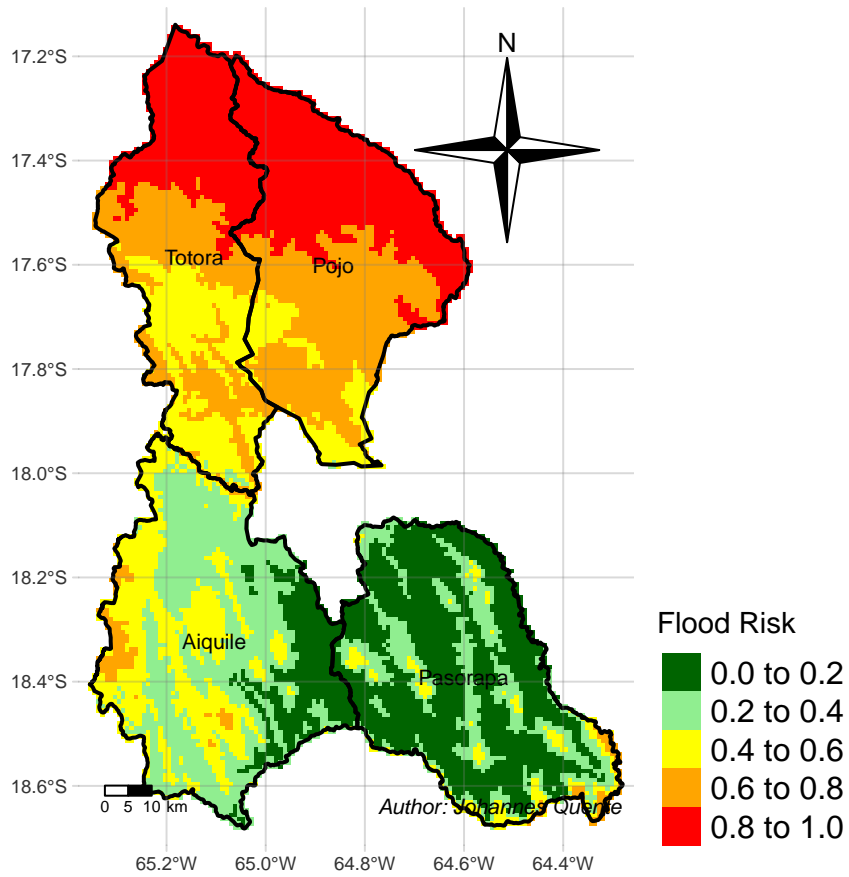 N
17.2°S
17.4°S
17.6°S
17.8°S
18.0°S
18.2°S
18.4°S
18.6°S
Totora
Pojo
Aiquile
Pasorapa
Flood Risk
0.0 to 0.2
0.2 to 0.4
0.4 to 0.6
0.6 to 0.8
0.8 to 1.0
0 5 10 km
Author: Johannes Quente
65.2°W 65.0°W 64.8°W 64.6°W 64.4°W